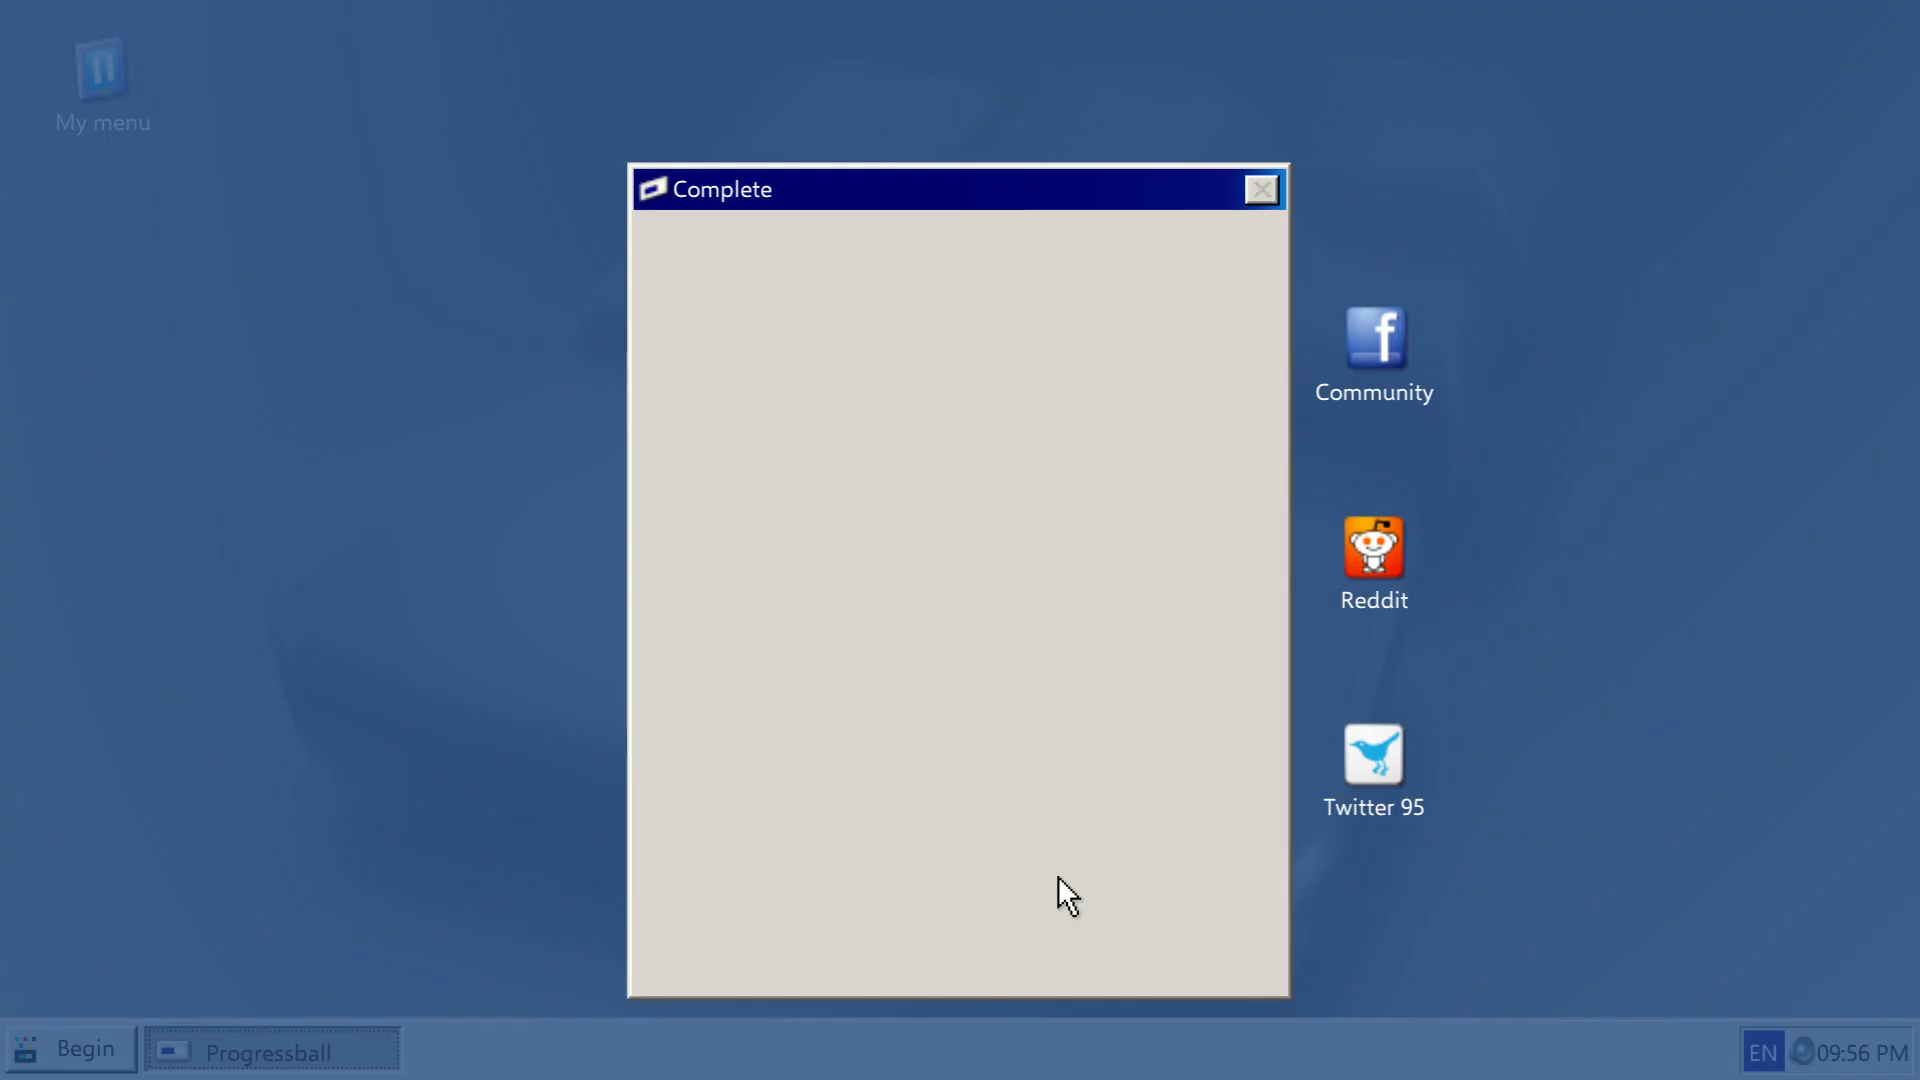 My menu
Complete
Community
Reddit
Twitter 95
Begin
Progressball
EN
09:56 PM